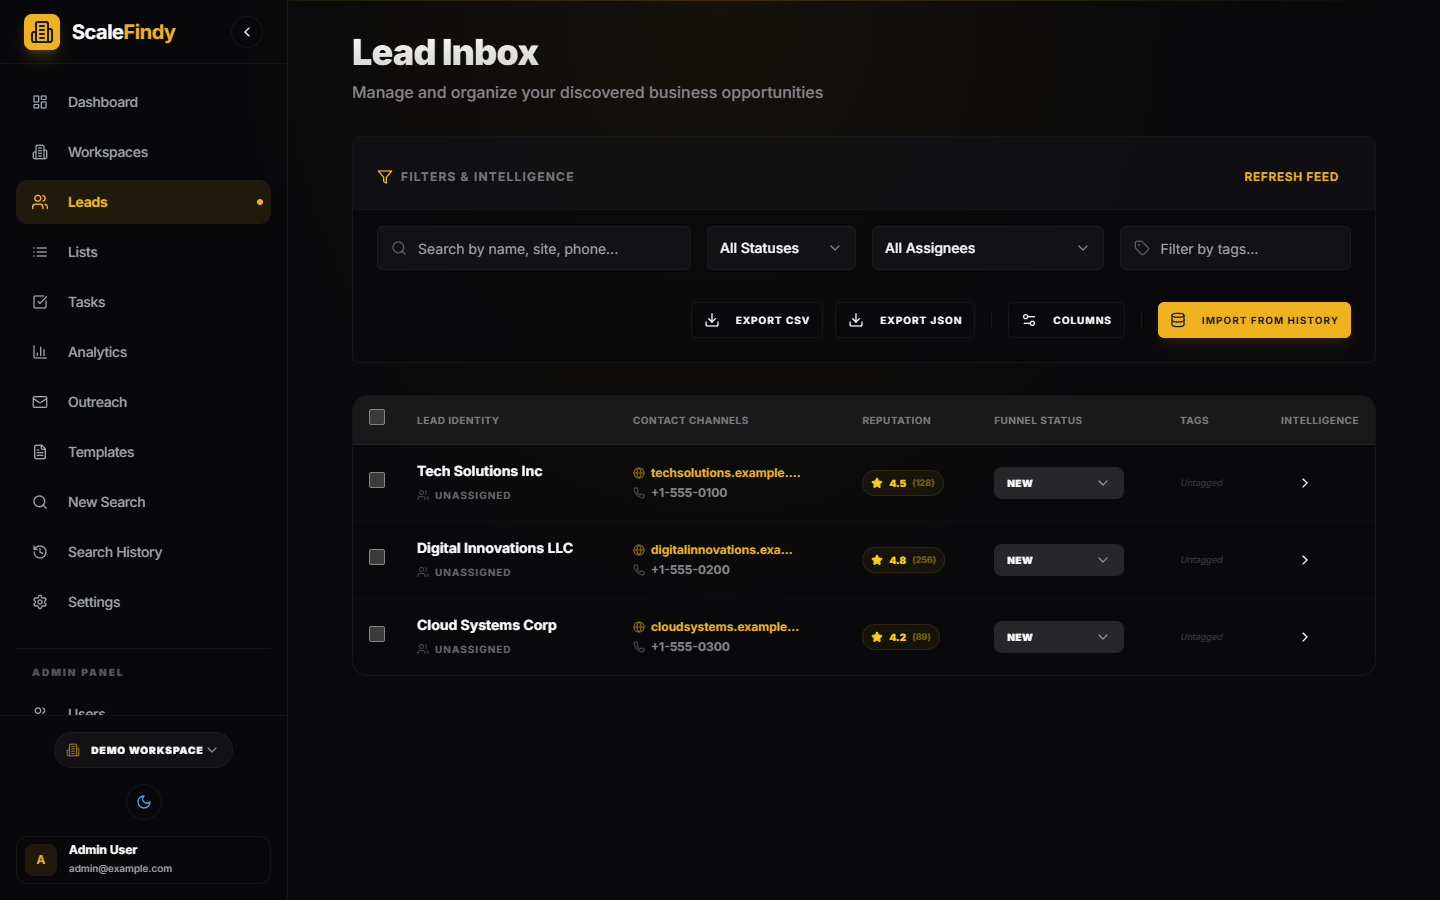 ScaleFindy
Dashboard
Workspaces
Leads
Lists
Tasks
Analytics
Outreach
Templates
New Search
Search History
Settings
ADMIN PANEL
Users
DEMO WORKSPACE
A
Admin User
admin@example.com
Lead Inbox
Manage and organize your discovered business opportunities
FILTERS & INTELLIGENCE
REFRESH FEED
Search by name, site, phone...
All Statuses
All Assignees
Filter by tags...
EXPORT CSV
EXPORT JSON
COLUMNS
IMPORT FROM HISTORY
LEAD IDENTITY CONTACT CHANNELS REPUTATION FUNNEL STATUS TAGS INTELLIGENCE
Tech Solutions Inc
UNASSIGNED
techsolutions.example....
+1-555-0100
4.5 (128)
NEW
Untagged
Digital Innovations LLC
UNASSIGNED
digitalinnovations.exa...
+1-555-0200
4.8 (256)
NEW
Untagged
Cloud Systems Corp
UNASSIGNED
cloudsystems.example...
+1-555-0300
4.2 (89)
NEW
Untagged